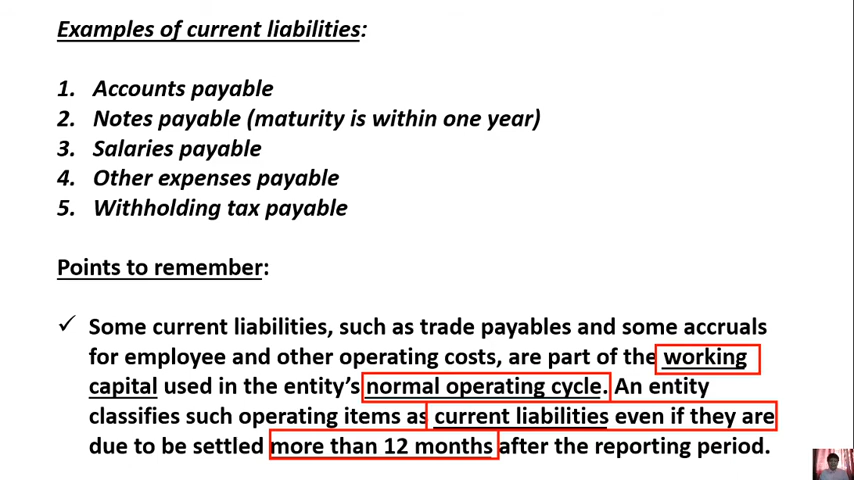 Examples of current liabilities:
1. Accounts payable
2. Notes payable (maturity is within one year)
3. Salaries payable
4. Other expenses payable
5. Withholding tax payable
Points to remember:
✓ Some current liabilities, such as trade payables and some accruals
for employee and other operating costs, are part of the working
capital used in the entity's normal operating cycle. An entity
classifies such operating items as current liabilities even if they are
due to be settled more than 12 months after the reporting period.